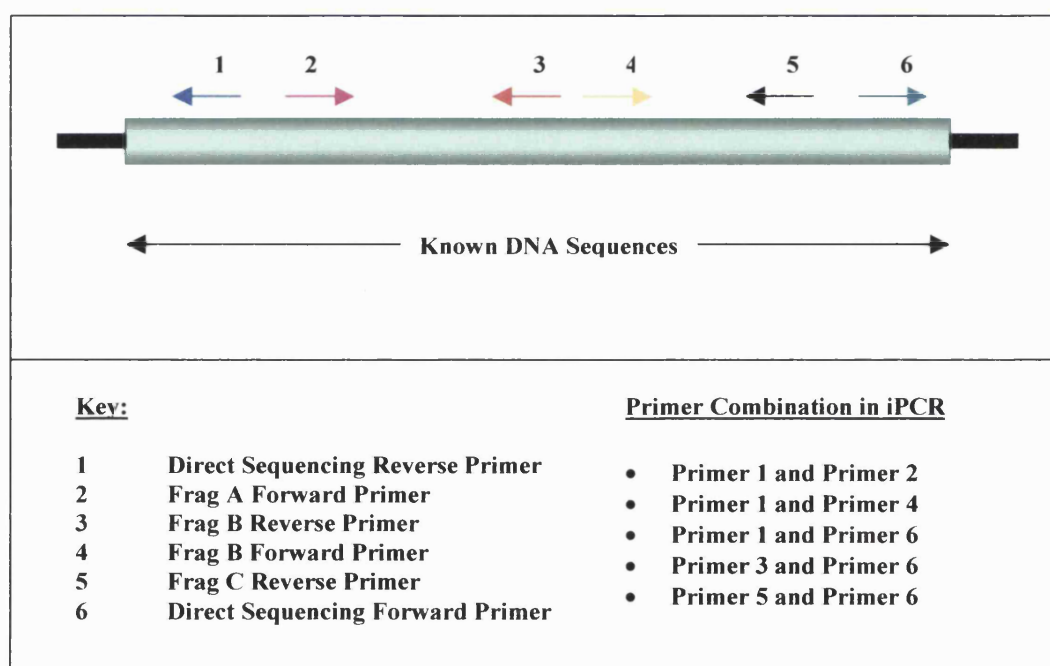 1 2 3 4 5 6
Known DNA Sequences
Key:
1 Direct Sequencing Reverse Primer
2 Frag A Forward Primer
3 Frag B Reverse Primer
4 Frag B Forward Primer
5 Frag C Reverse Primer
6 Direct Sequencing Forward Primer
Primer Combination in iPCR
• Primer 1 and Primer 2
• Primer 1 and Primer 4
• Primer 1 and Primer 6
• Primer 3 and Primer 6
• Primer 5 and Primer 6